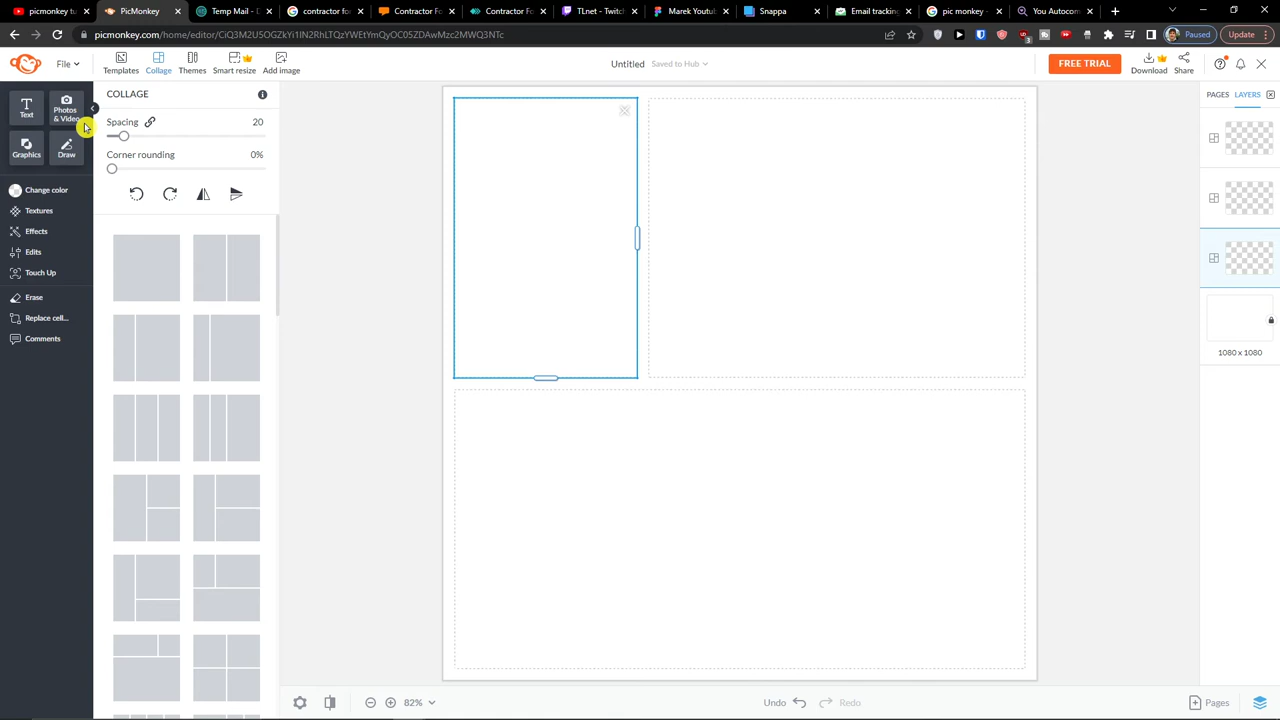 picmonkey tu
PicMonkey
Temp Mail - D
contractor fo
Contractor Fo
Contractor Fo
TLnet - Twitch
Marek Youtub
Snappa
Email tracking
pic monkey -
You Autocom
picmonkey.com/home/editor/CiQ3M2U5OGZkYi1lN2RhLTQzYWEtYmQyOC05ZDAwMzc2MWQ3NTc
3
Paused
Update
File
Templates
Collage
Themes
Smart resize
Add image
Untitled
Saved to Hub
FREE TRIAL
Download
Share
Text
Photos & Video
Graphics
Draw
Change color
Textures
Effects
Edits
Touch Up
Erase
Replace cell...
Comments
COLLAGE
Spacing
20
Corner rounding
0%
PAGES
LAYERS
1080 x 1080
82%
Undo
Redo
Pages